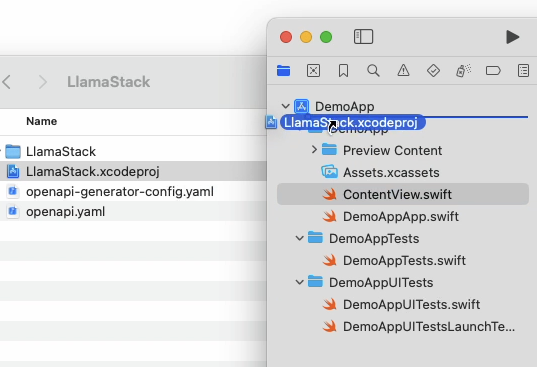 LlamaStack
Name
LlamaStack
LlamaStack.xcodeproj
openapi-generator-config.yaml
openapi.yaml
DemoApp
LlamaStack.xcodeproj
DemoApp
Preview Content
Assets.xcassets
ContentView.swift
DemoAppApp.swift
DemoAppTests
DemoAppTests.swift
DemoAppUITests
DemoAppUITests.swift
DemoAppUITestsLaunchTe...